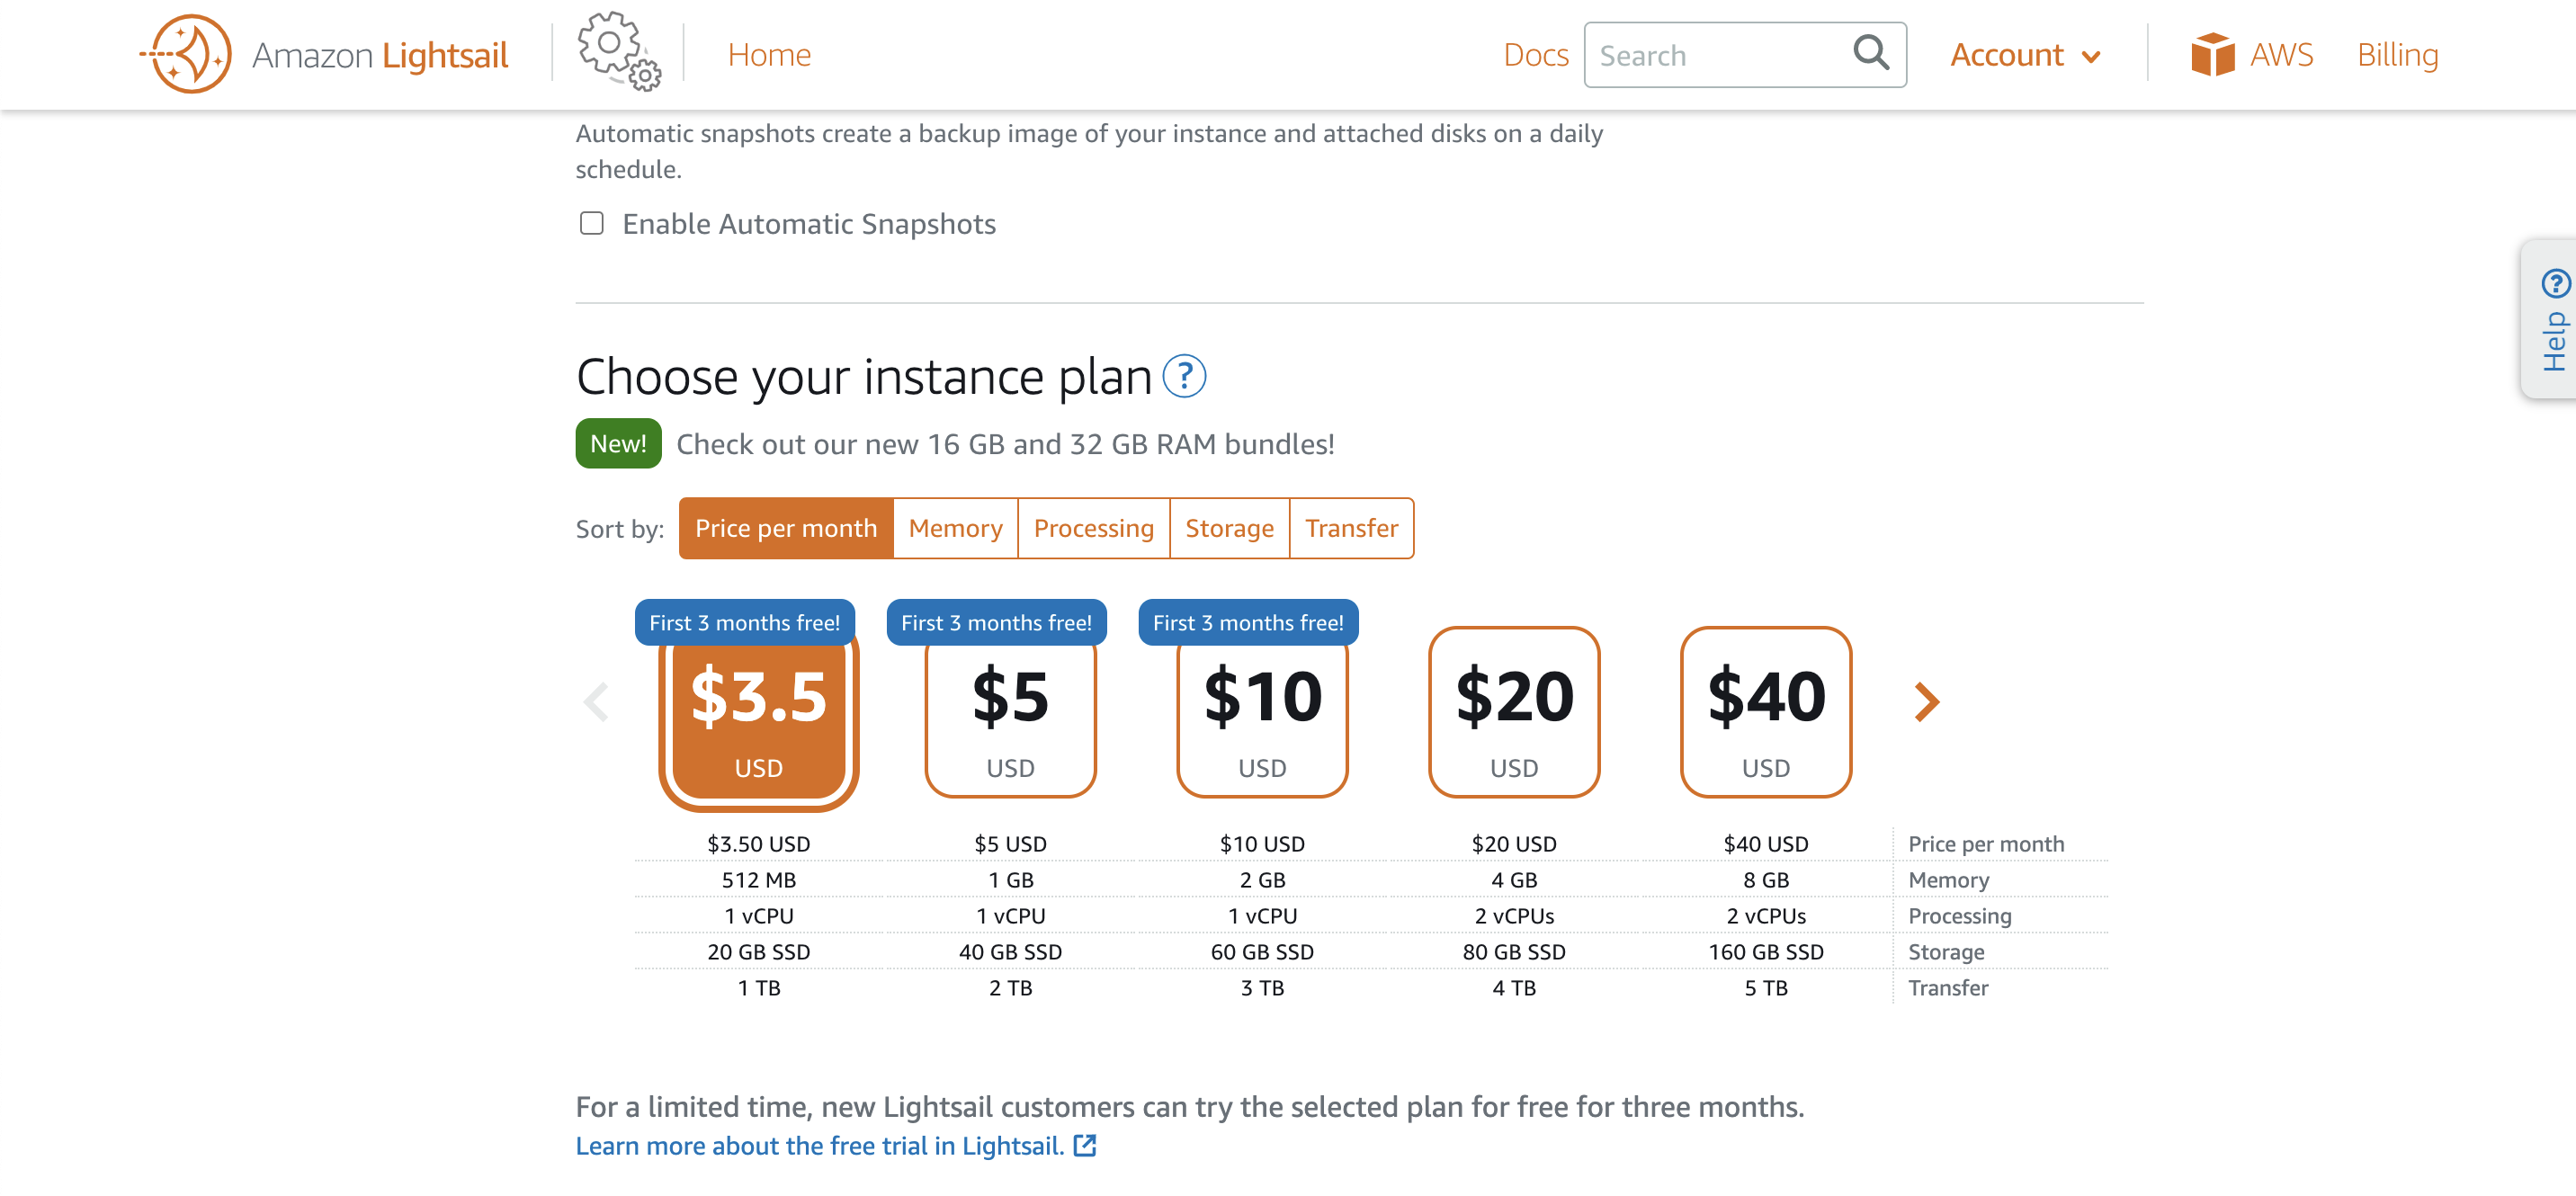 Amazon Lightsail
Home
Docs
Search
Account
AWS
Billing
Automatic snapshots create a backup image of your instance and attached disks on a daily
schedule.
Enable Automatic Snapshots
? Help
Choose your instance plan ?
New! Check out our new 16 GB and 32 GB RAM bundles!
Sort by: Price per month Memory Processing Storage Transfer
First 3 months free! First 3 months free! First 3 months free!
$3.5 $5 $10 $20 $40
USD USD USD USD USD
$3.50 USD $5 USD $10 USD $20 USD $40 USD Price per month
512 MB 1 GB 2 GB 4 GB 8 GB Memory
1 vCPU 1 vCPU 1 vCPU 2 vCPUs 2 vCPUs Processing
20 GB SSD 40 GB SSD 60 GB SSD 80 GB SSD 160 GB SSD Storage
1 TB 2 TB 3 TB 4 TB 5 TB Transfer
For a limited time, new Lightsail customers can try the selected plan for free for three months.
Learn more about the free trial in Lightsail.